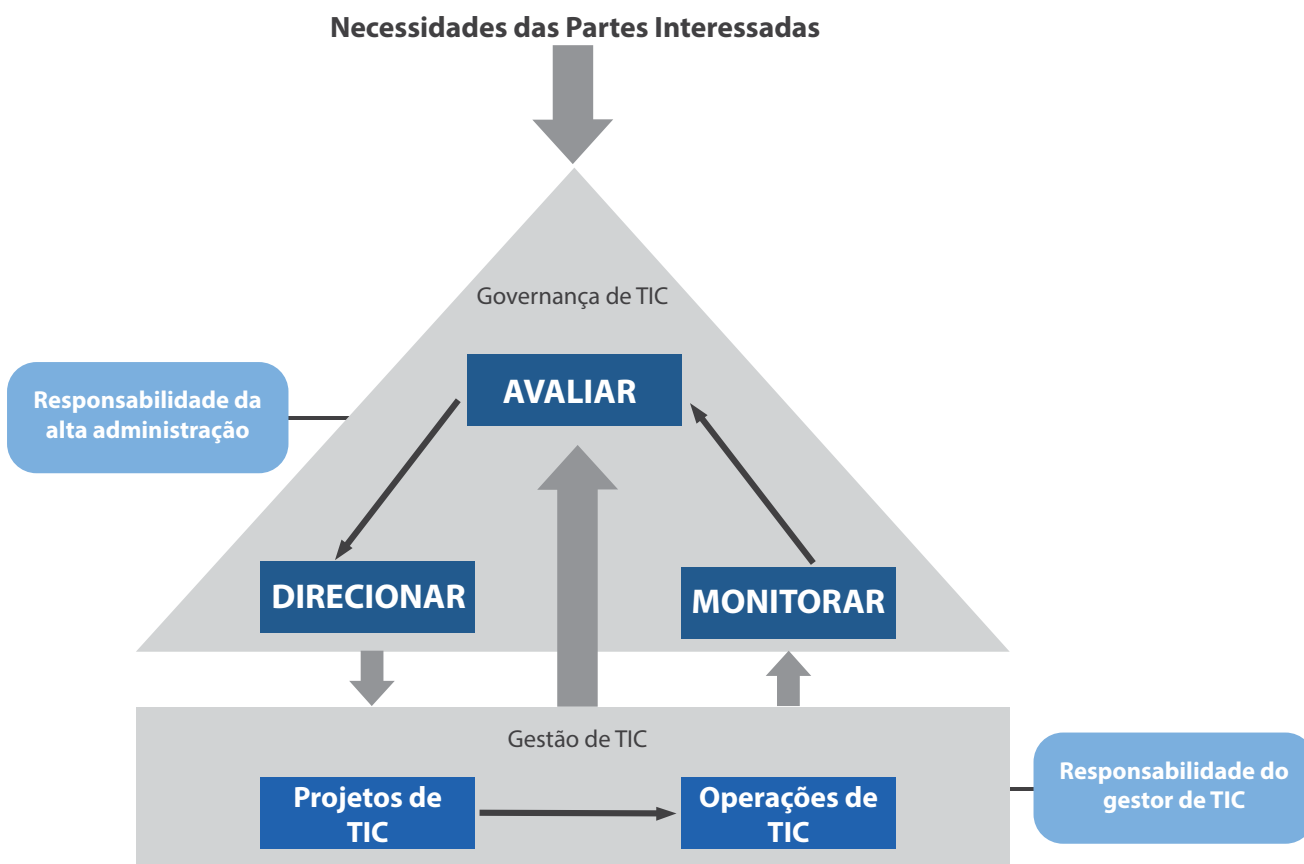 Necessidades das Partes Interessadas
Governança de TIC
AVALIAR
Responsabilidade da
alta administração
DIRECIONAR
MONITORAR
Gestão de TIC
Projetos de
TIC
Operações de
TIC
Responsabilidade do
gestor de TIC